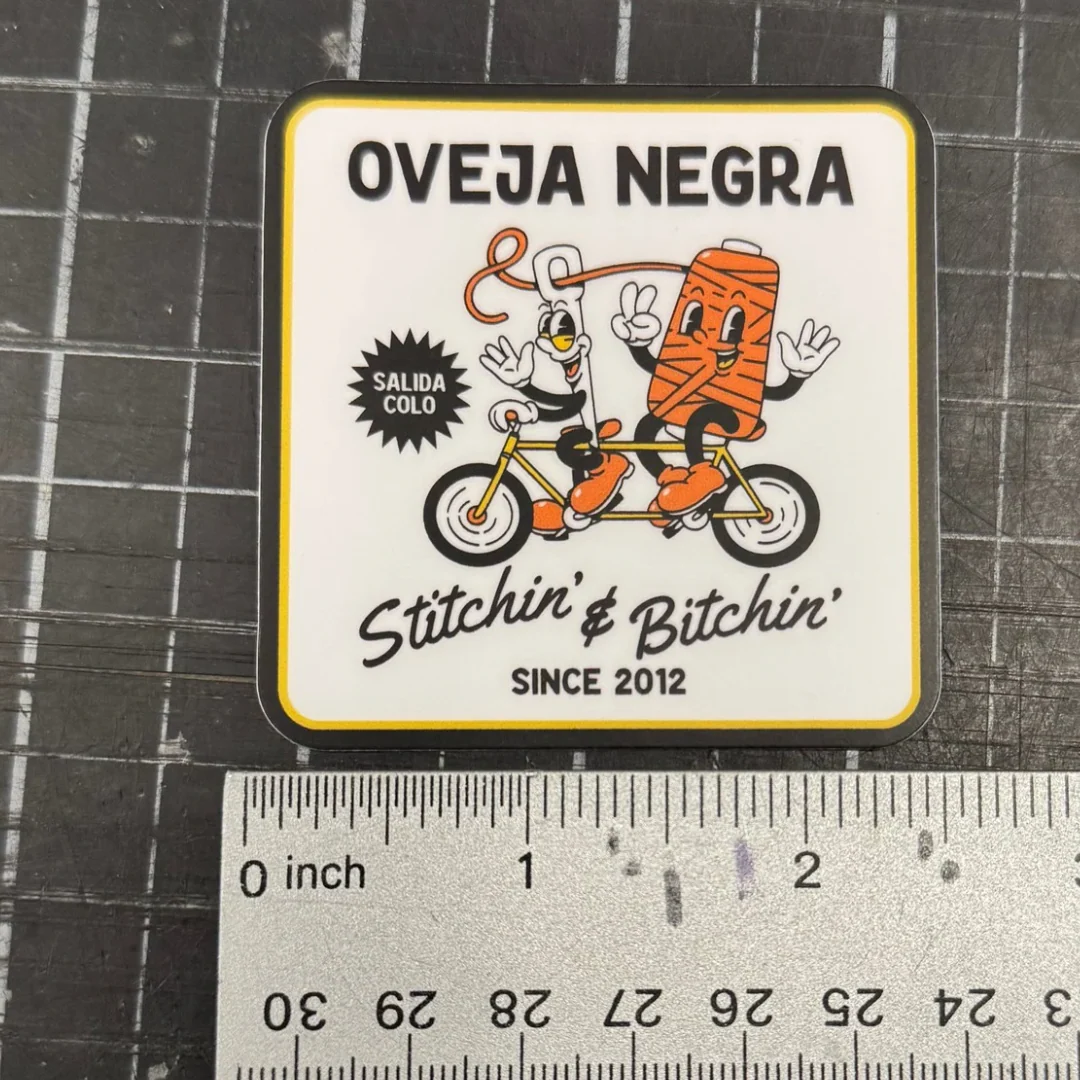 OVEJA NEGRA
SALIDA
COLO
Stitchin' & Bitchin'
SINCE 2012
0 inch 1 2
30 29 28 27 26 25 24